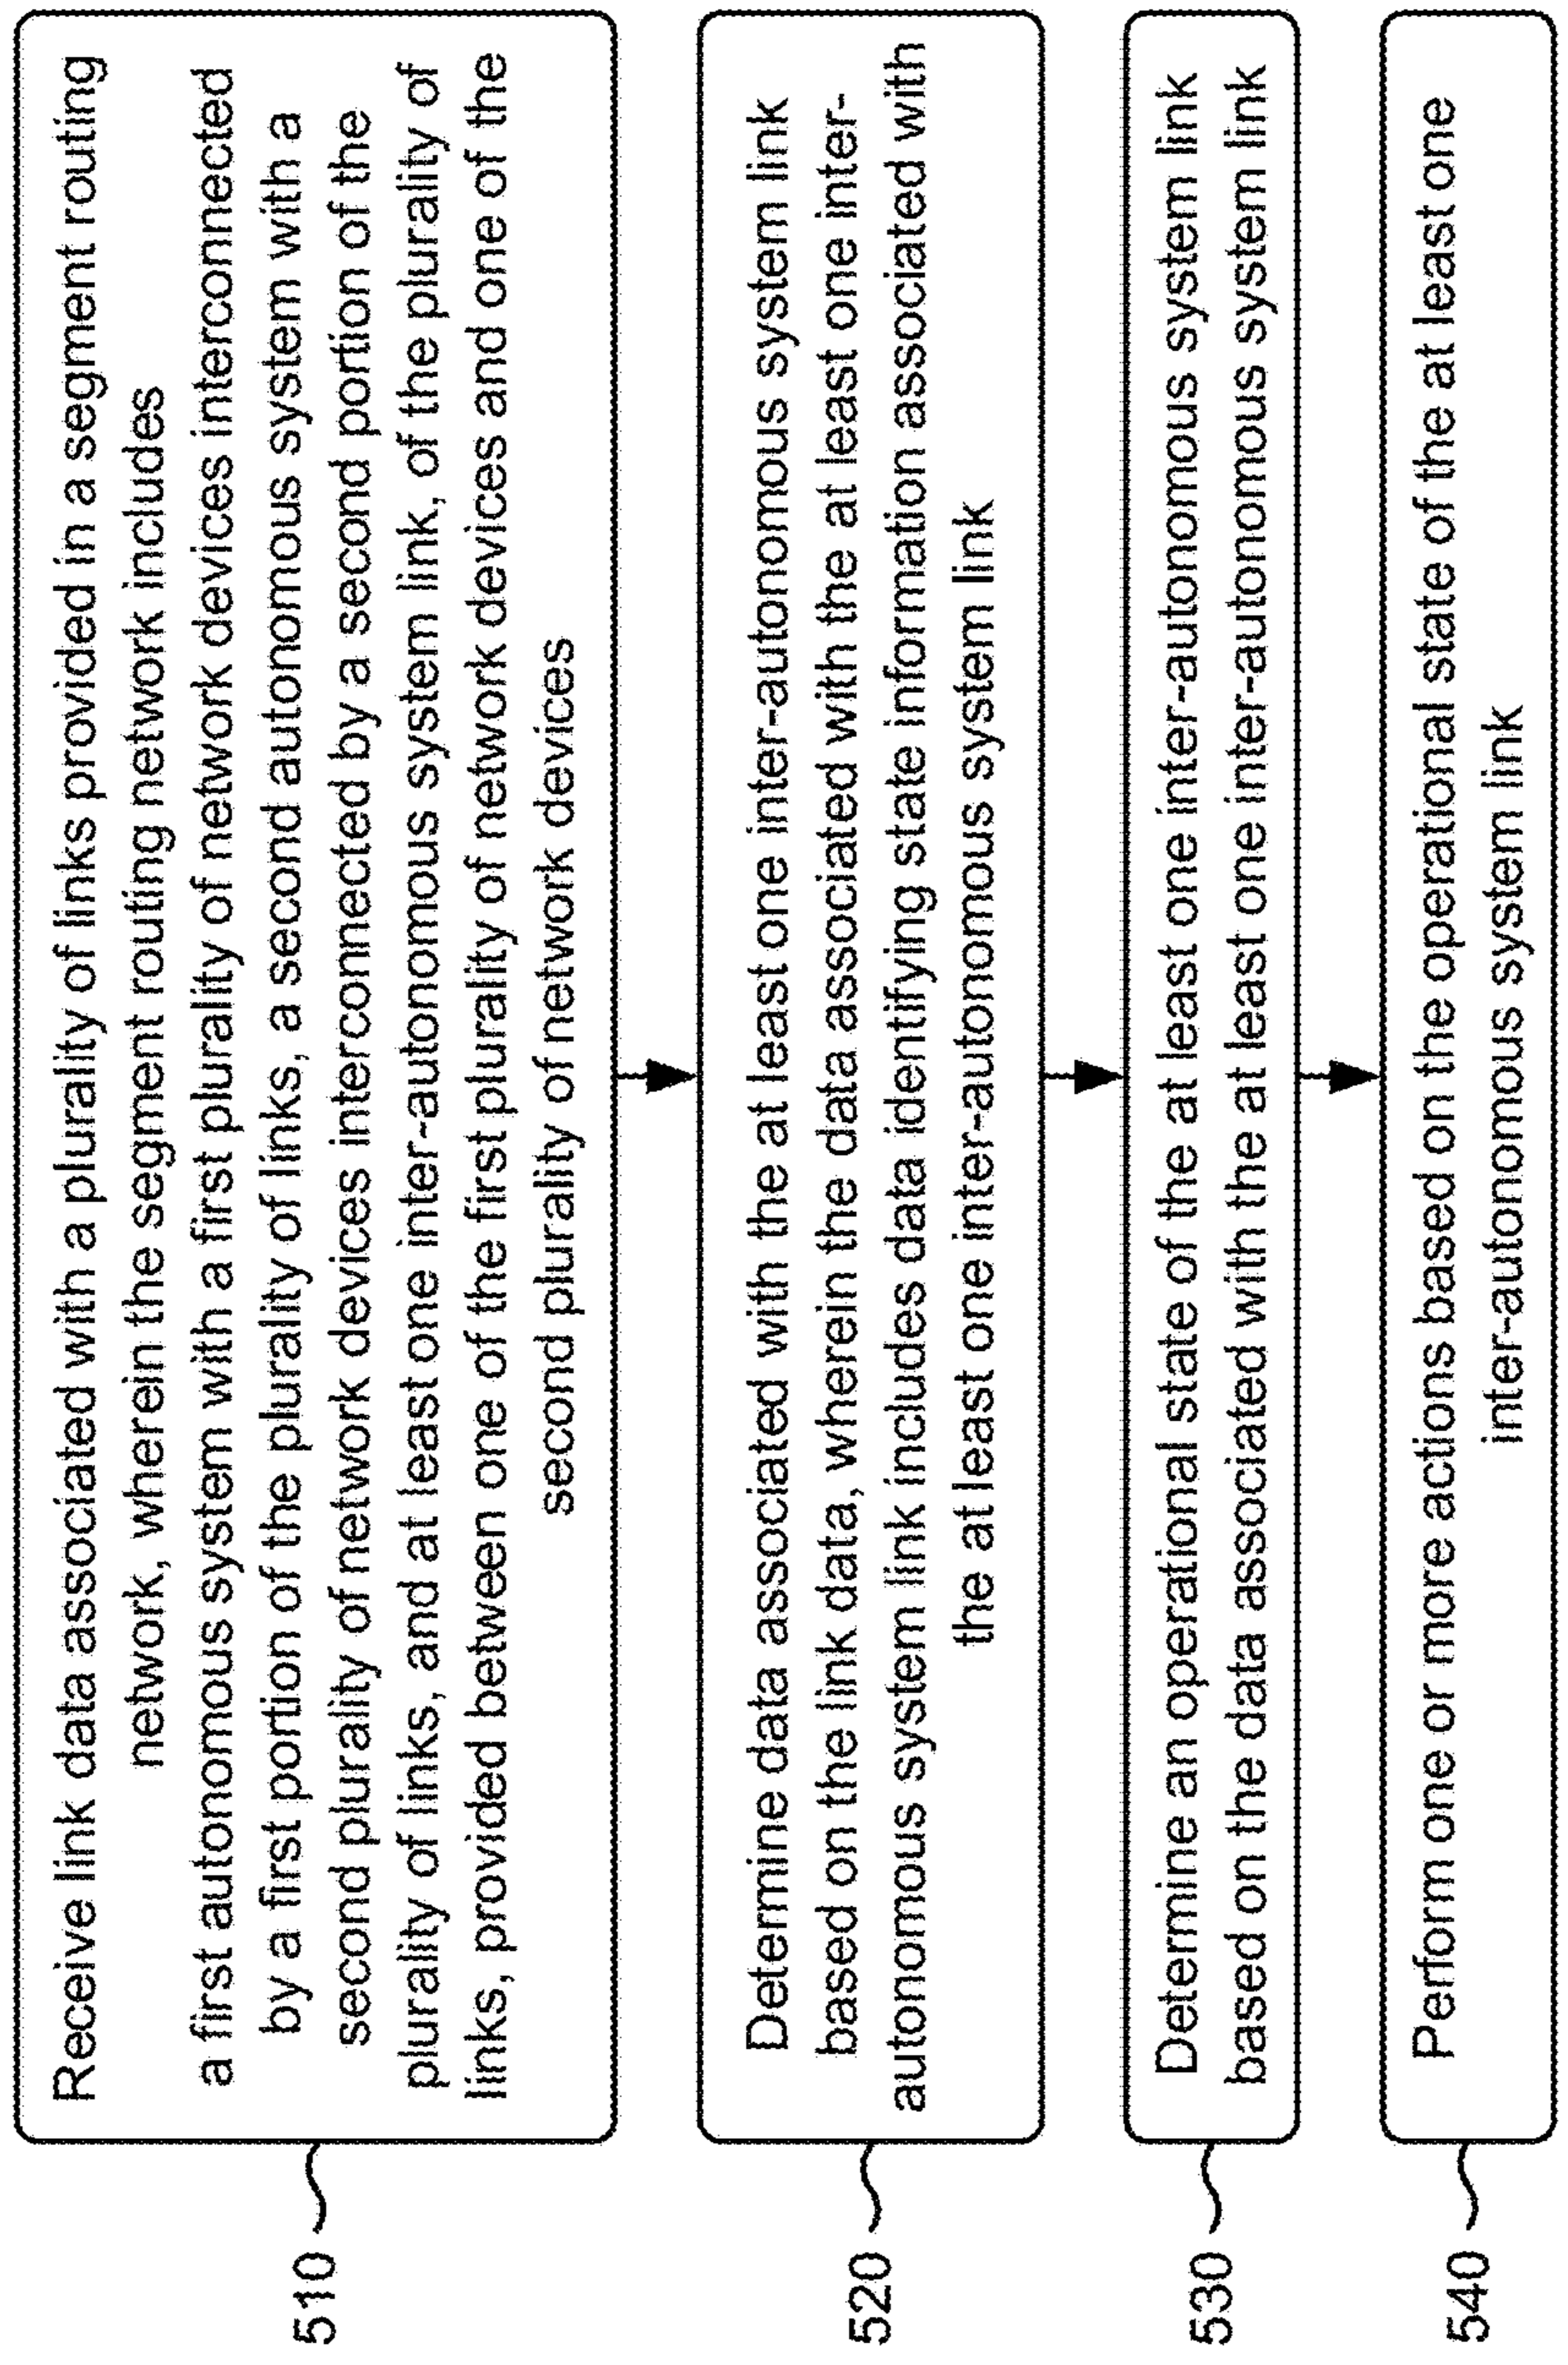 510
Receive link data associated with a plurality of links provided in a segment routing
network, wherein the segment routing network includes
a first autonomous system with a first plurality of network devices interconnected
by a first portion of the plurality of links, a second autonomous system with a
second plurality of network devices interconnected by a second portion of the
plurality of links, and at least one inter-autonomous system link, of the plurality of
links, provided between one of the first plurality of network devices and one of the
second plurality of network devices
520
Determine data associated with the at least one inter-autonomous system link
based on the link data, wherein the data associated with the at least one inter-
autonomous system link includes data identifying state information associated with
the at least one inter-autonomous system link
530
Determine an operational state of the at least one inter-autonomous system link
based on the data associated with the at least one inter-autonomous system link
540
Perform one or more actions based on the operational state of the at least one
inter-autonomous system link